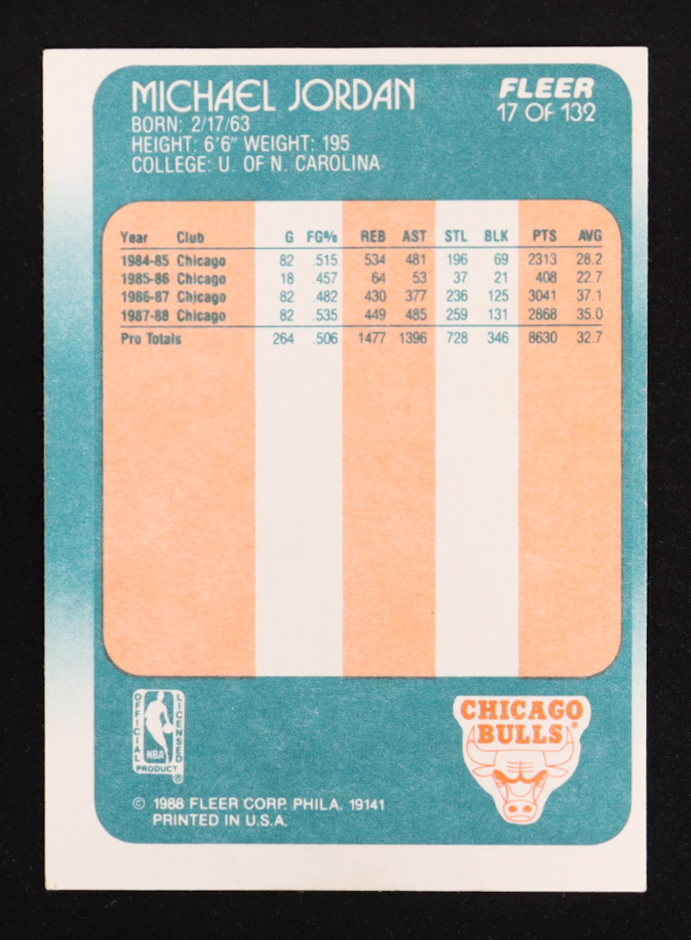 MICHAEL JORDAN
FLEER
17 OF 132
BORN: 2/17/63
HEIGHT: 6'6" WEIGHT: 195
COLLEGE: U. OF N. CAROLINA
Year Club G FG% REB AST STL BLK PTS AVG
1984-85 Chicago 82 .515 534 481 196 69 2313 28.2
1985-86 Chicago 18 .457 64 53 37 21 408 22.7
1986-87 Chicago 82 .482 430 377 236 125 3041 37.1
1987-88 Chicago 82 .535 449 485 259 131 2868 35.0
Pro Totals 264 .506 1477 1396 728 346 8630 32.7
OFFICIAL
LICENSED
NBA
PRODUCT
®
CHICAGO
BULLS®
© 1988 FLEER CORP. PHILA. 19141
PRINTED IN U.S.A.